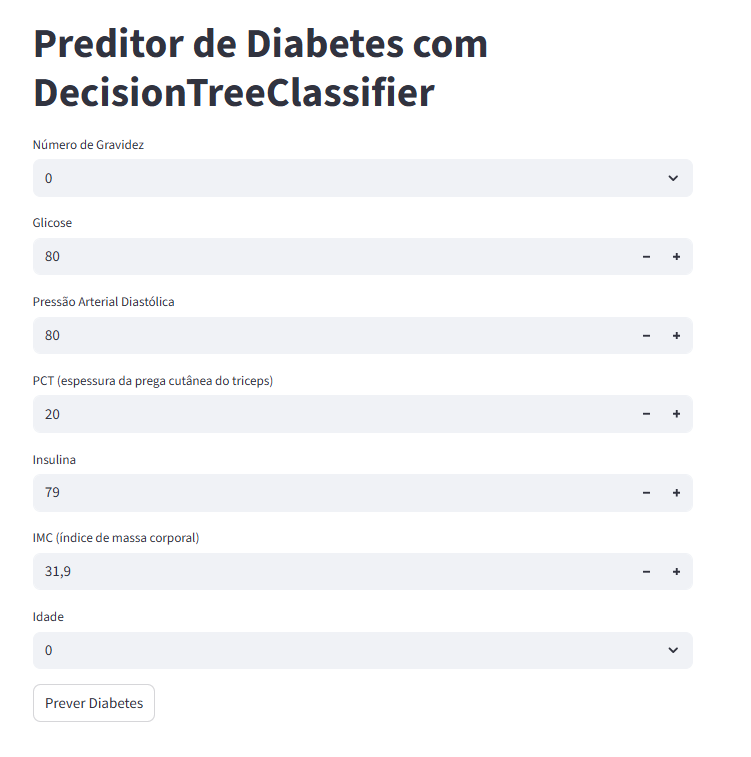 Preditor de Diabetes com
DecisionTreeClassifier
Número de Gravidez
0
Glicose
80
Pressão Arterial Diastólica
80
PCT (espessura da prega cutânea do triceps)
20
Insulina
79
IMC (índice de massa corporal)
31,9
Idade
0
Prever Diabetes